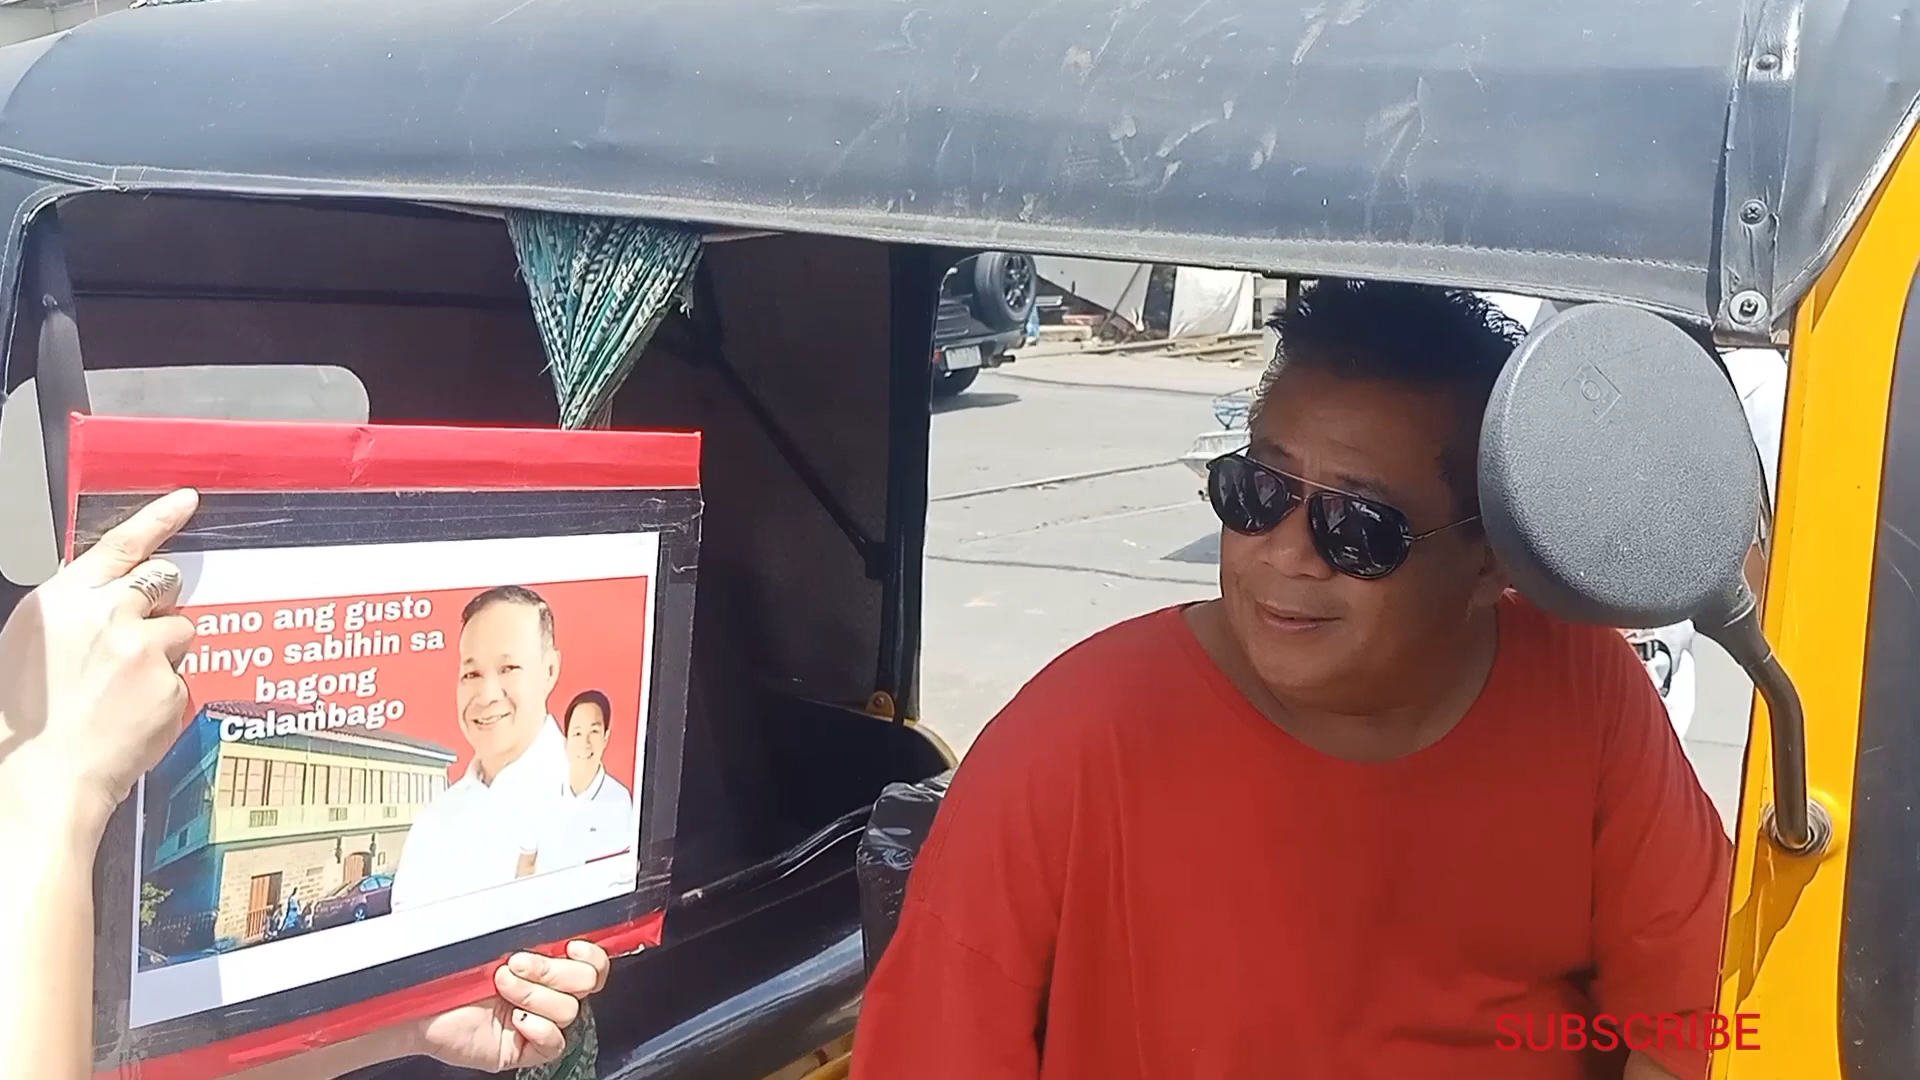 ano ang gusto
ninyo sabihin sa
bagong
Calambago
SUBSCRIBE